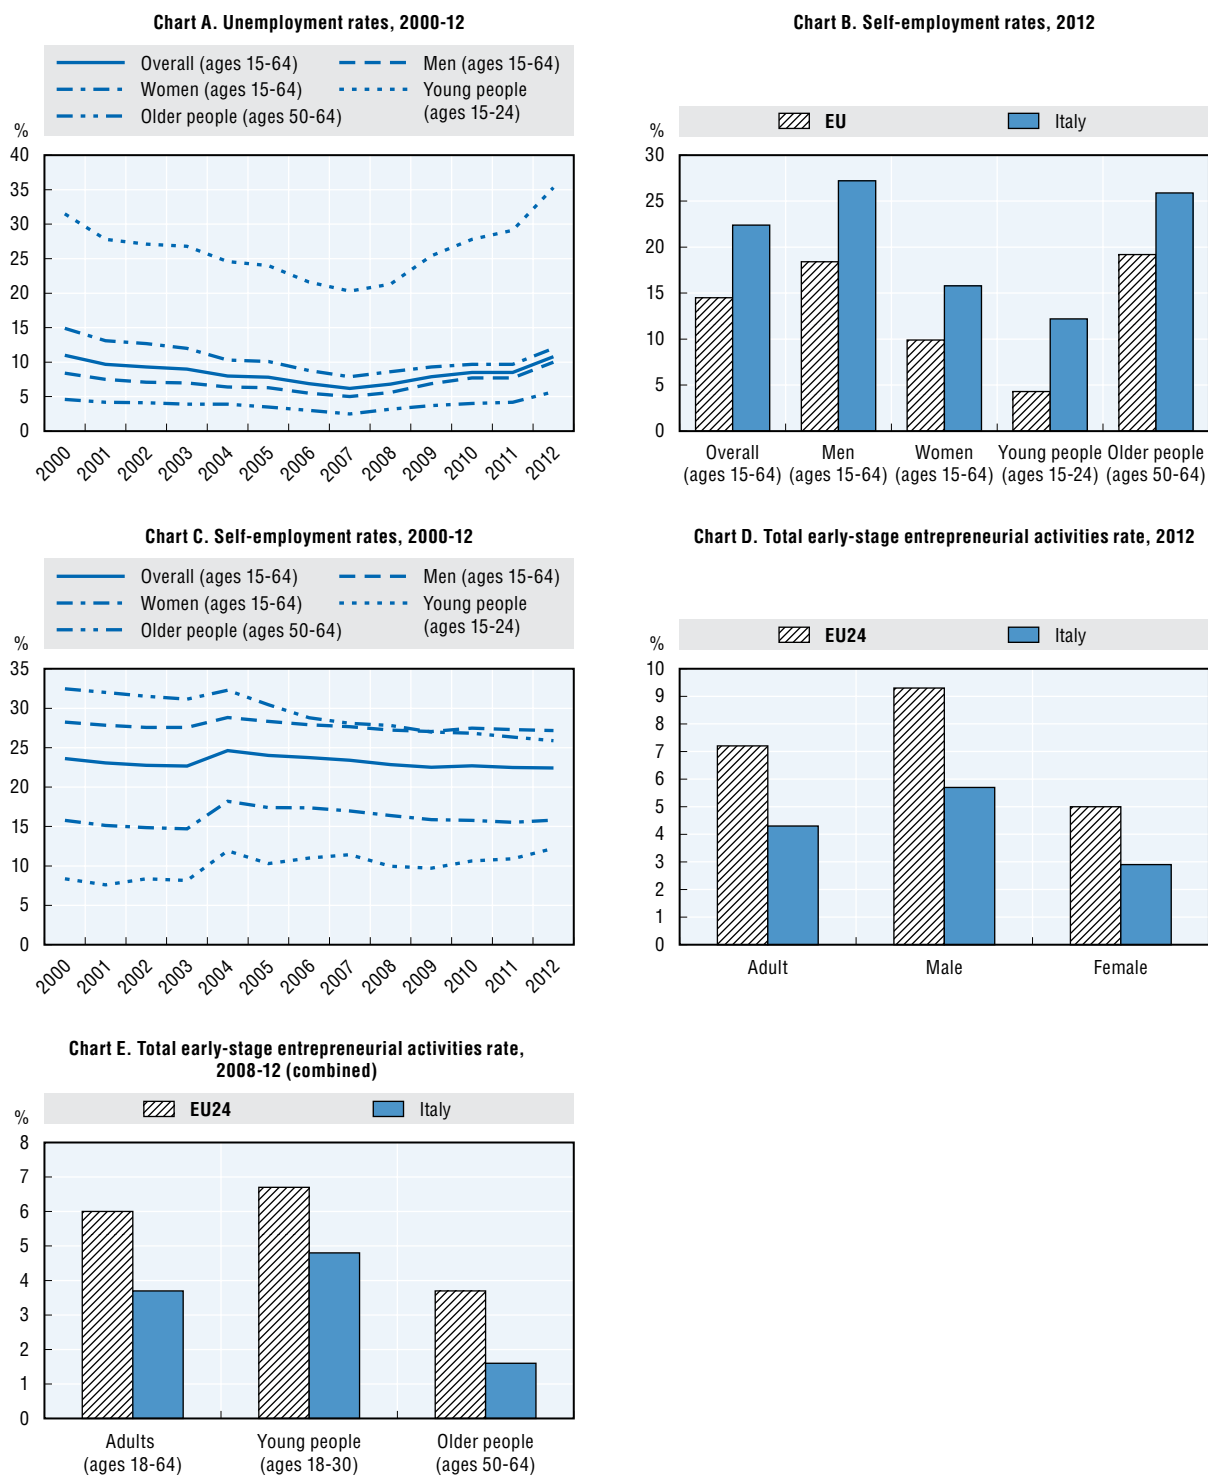 Chart A. Unemployment rates, 2000-12
Overall (ages 15-64)
Men (ages 15-64)
Women (ages 15-64)
Young people
(ages 15-24)
Older people (ages 50-64)
%
40
35
30
25
20
15
10
5
0
2000
2001
2002
2003
2004
2005
2006
2007
2008
2009
2010
2011
2012
Chart B. Self-employment rates, 2012
EU
Italy
%
30
25
20
15
10
5
0
Overall
(ages 15-64)
Men
(ages 15-64)
Women
(ages 15-64)
Young people
(ages 15-24)
Older people
(ages 50-64)
Chart C. Self-employment rates, 2000-12
Overall (ages 15-64)
Men (ages 15-64)
Women (ages 15-64)
Young people
(ages 15-24)
Older people (ages 50-64)
%
35
30
25
20
15
10
5
0
2000
2001
2002
2003
2004
2005
2006
2007
2008
2009
2010
2011
2012
Chart D. Total early-stage entrepreneurial activities rate, 2012
EU24
Italy
%
10
9
8
7
6
5
4
3
2
1
0
Adult
Male
Female
Chart E. Total early-stage entrepreneurial activities rate,
2008-12 (combined)
EU24
Italy
%
8
7
6
5
4
3
2
1
0
Adults
(ages 18-64)
Young people
(ages 18-30)
Older people
(ages 50-64)